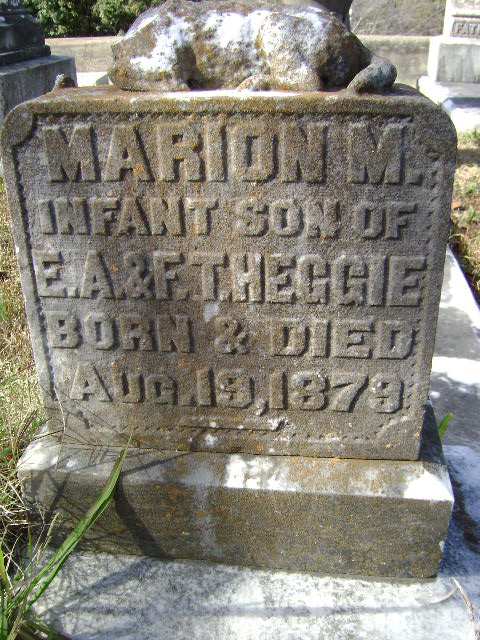 MARION M.
INFANT SON OF
E.A. & F.T. HEGGIE
BORN & DIED
AUG. 19, 1879